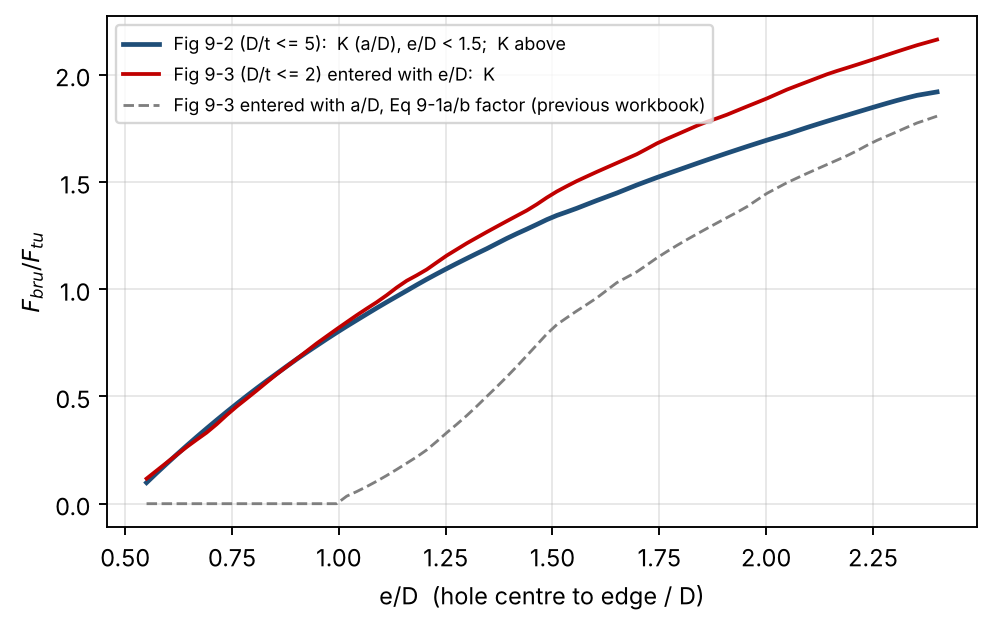 Fig 9-2 (D/t <= 5):  K (a/D), e/D < 1.5;  K above
Fig 9-3 (D/t <= 2) entered with e/D:  K
Fig 9-3 entered with a/D, Eq 9-1a/b factor (previous workbook)
F_bru/F_tu
2.0
1.5
1.0
0.5
0.0
0.50 0.75 1.00 1.25 1.50 1.75 2.00 2.25
e/D  (hole centre to edge / D)